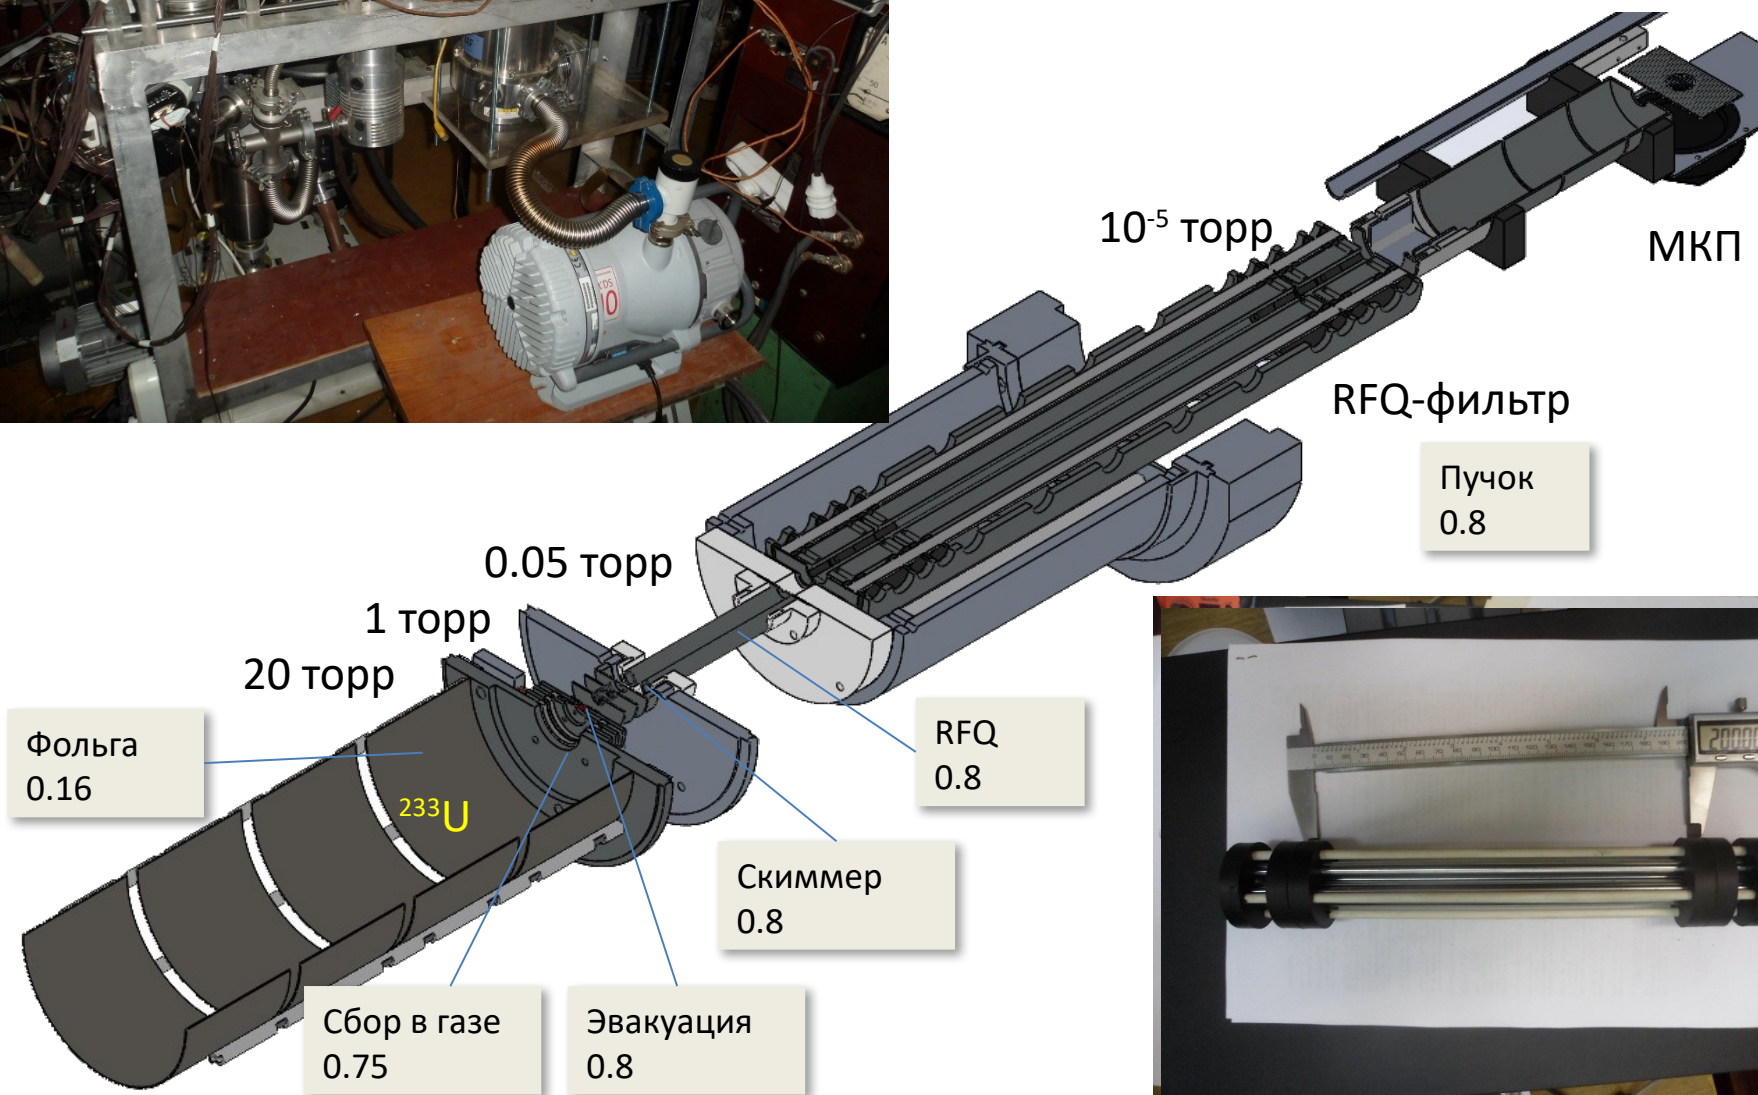 10⁻⁵ торр
МКП
RFQ-фильтр
Пучок
0.8
0.05 торр
1 торр
20 торр
Фольга
0.16
²³³U
RFQ
0.8
Скиммер
0.8
Сбор в газе
0.75
Эвакуация
0.8